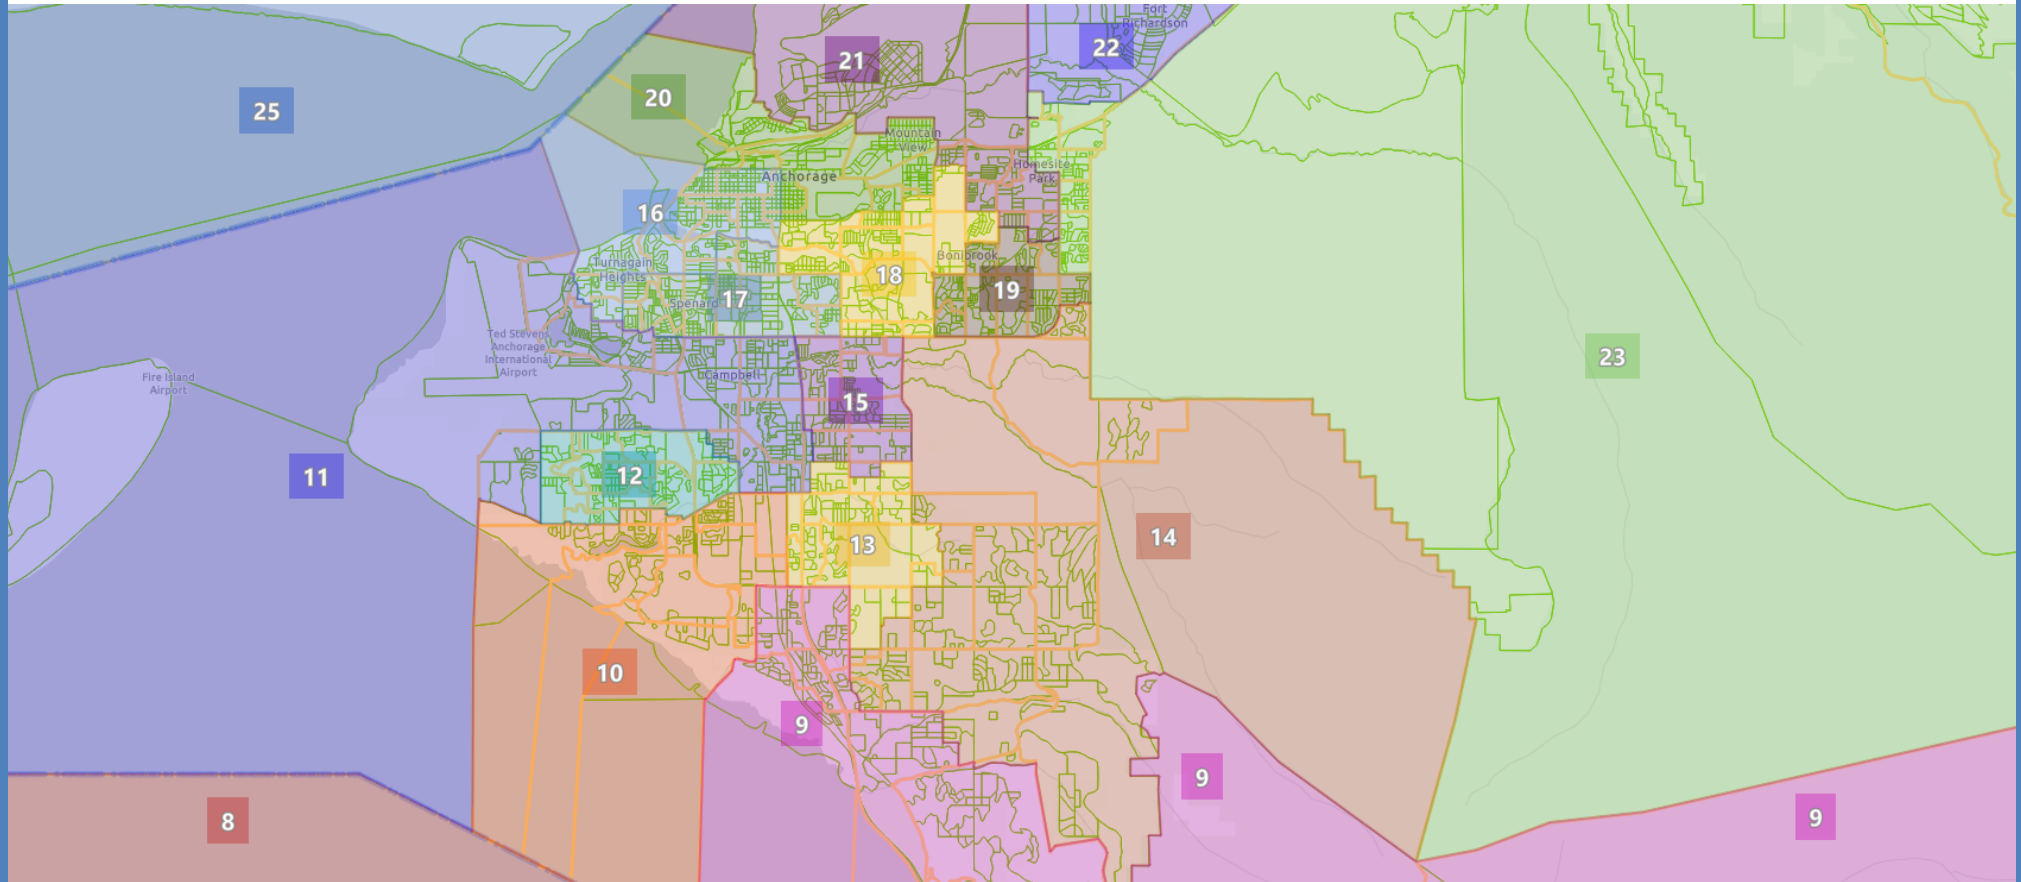 Fort
Richardson
22
21
20
25
Mountain
View
Homesite
Park
Anchorage
16
Bonibrook
Turnagain
Heights
18
19
Spenard
17
Ted Stevens
Anchorage
International
Airport
23
Fire Island
Airport
Campbell
15
11
12
14
13
10
9
9
9
8